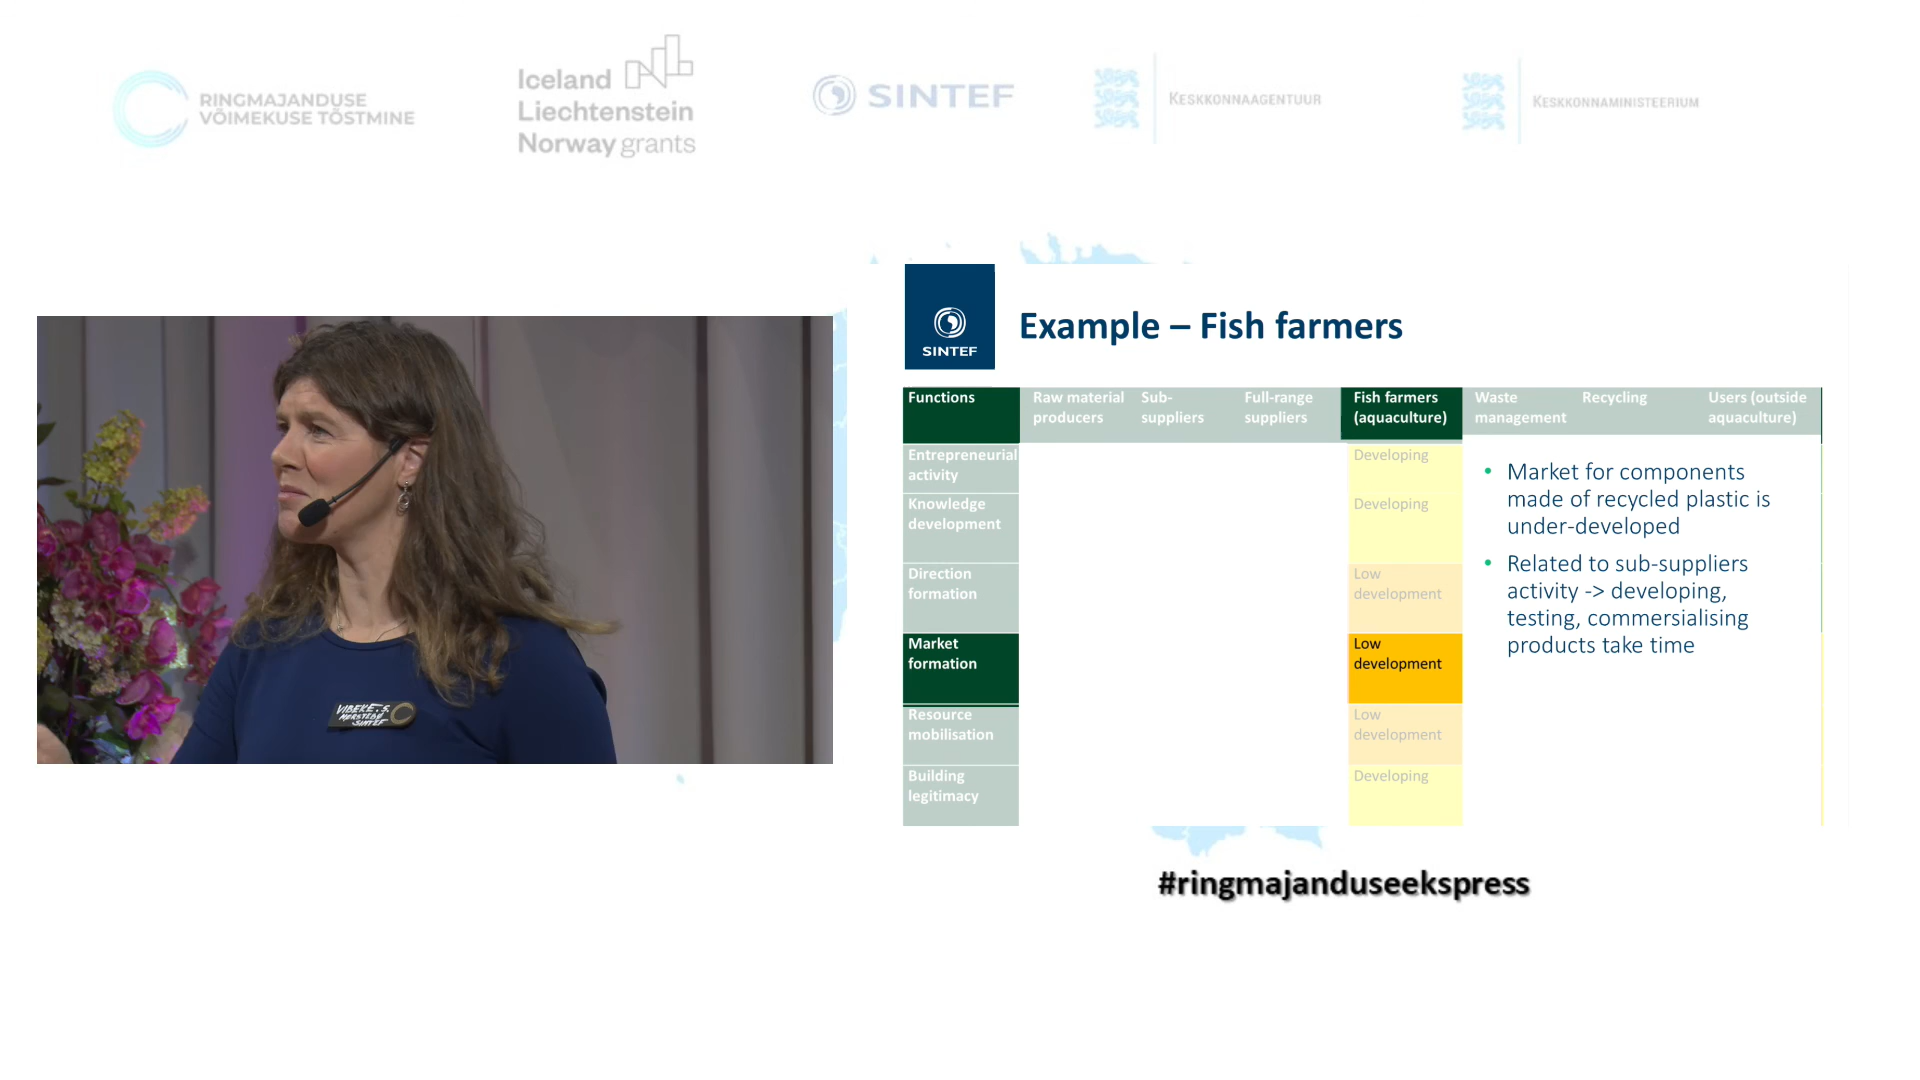 RINGMAJANDUSE
VÕIMEKUSE TÕSTMINE
Iceland
Liechtenstein
Norway grants
SINTEF
KESKKONNAAGENTUUR
KESKKONNAMINISTEERIUM
SINTEF
Example – Fish farmers
Functions
Raw material
producers
Sub-
suppliers
Full-range
suppliers
Fish farmers
(aquaculture)
Waste
management
Recycling
Users (outside
aquaculture)
Entrepreneurial
activity
Developing
Knowledge
development
Developing
Direction
formation
Low
development
Market
formation
Low
development
Resource
mobilisation
Low
development
Building
legitimacy
Developing
• Market for components
made of recycled plastic is
under-developed
• Related to sub-suppliers
activity -> developing,
testing, commersialising
products take time
VIBEKE S.
SINTEF
#ringmajanduseekspress